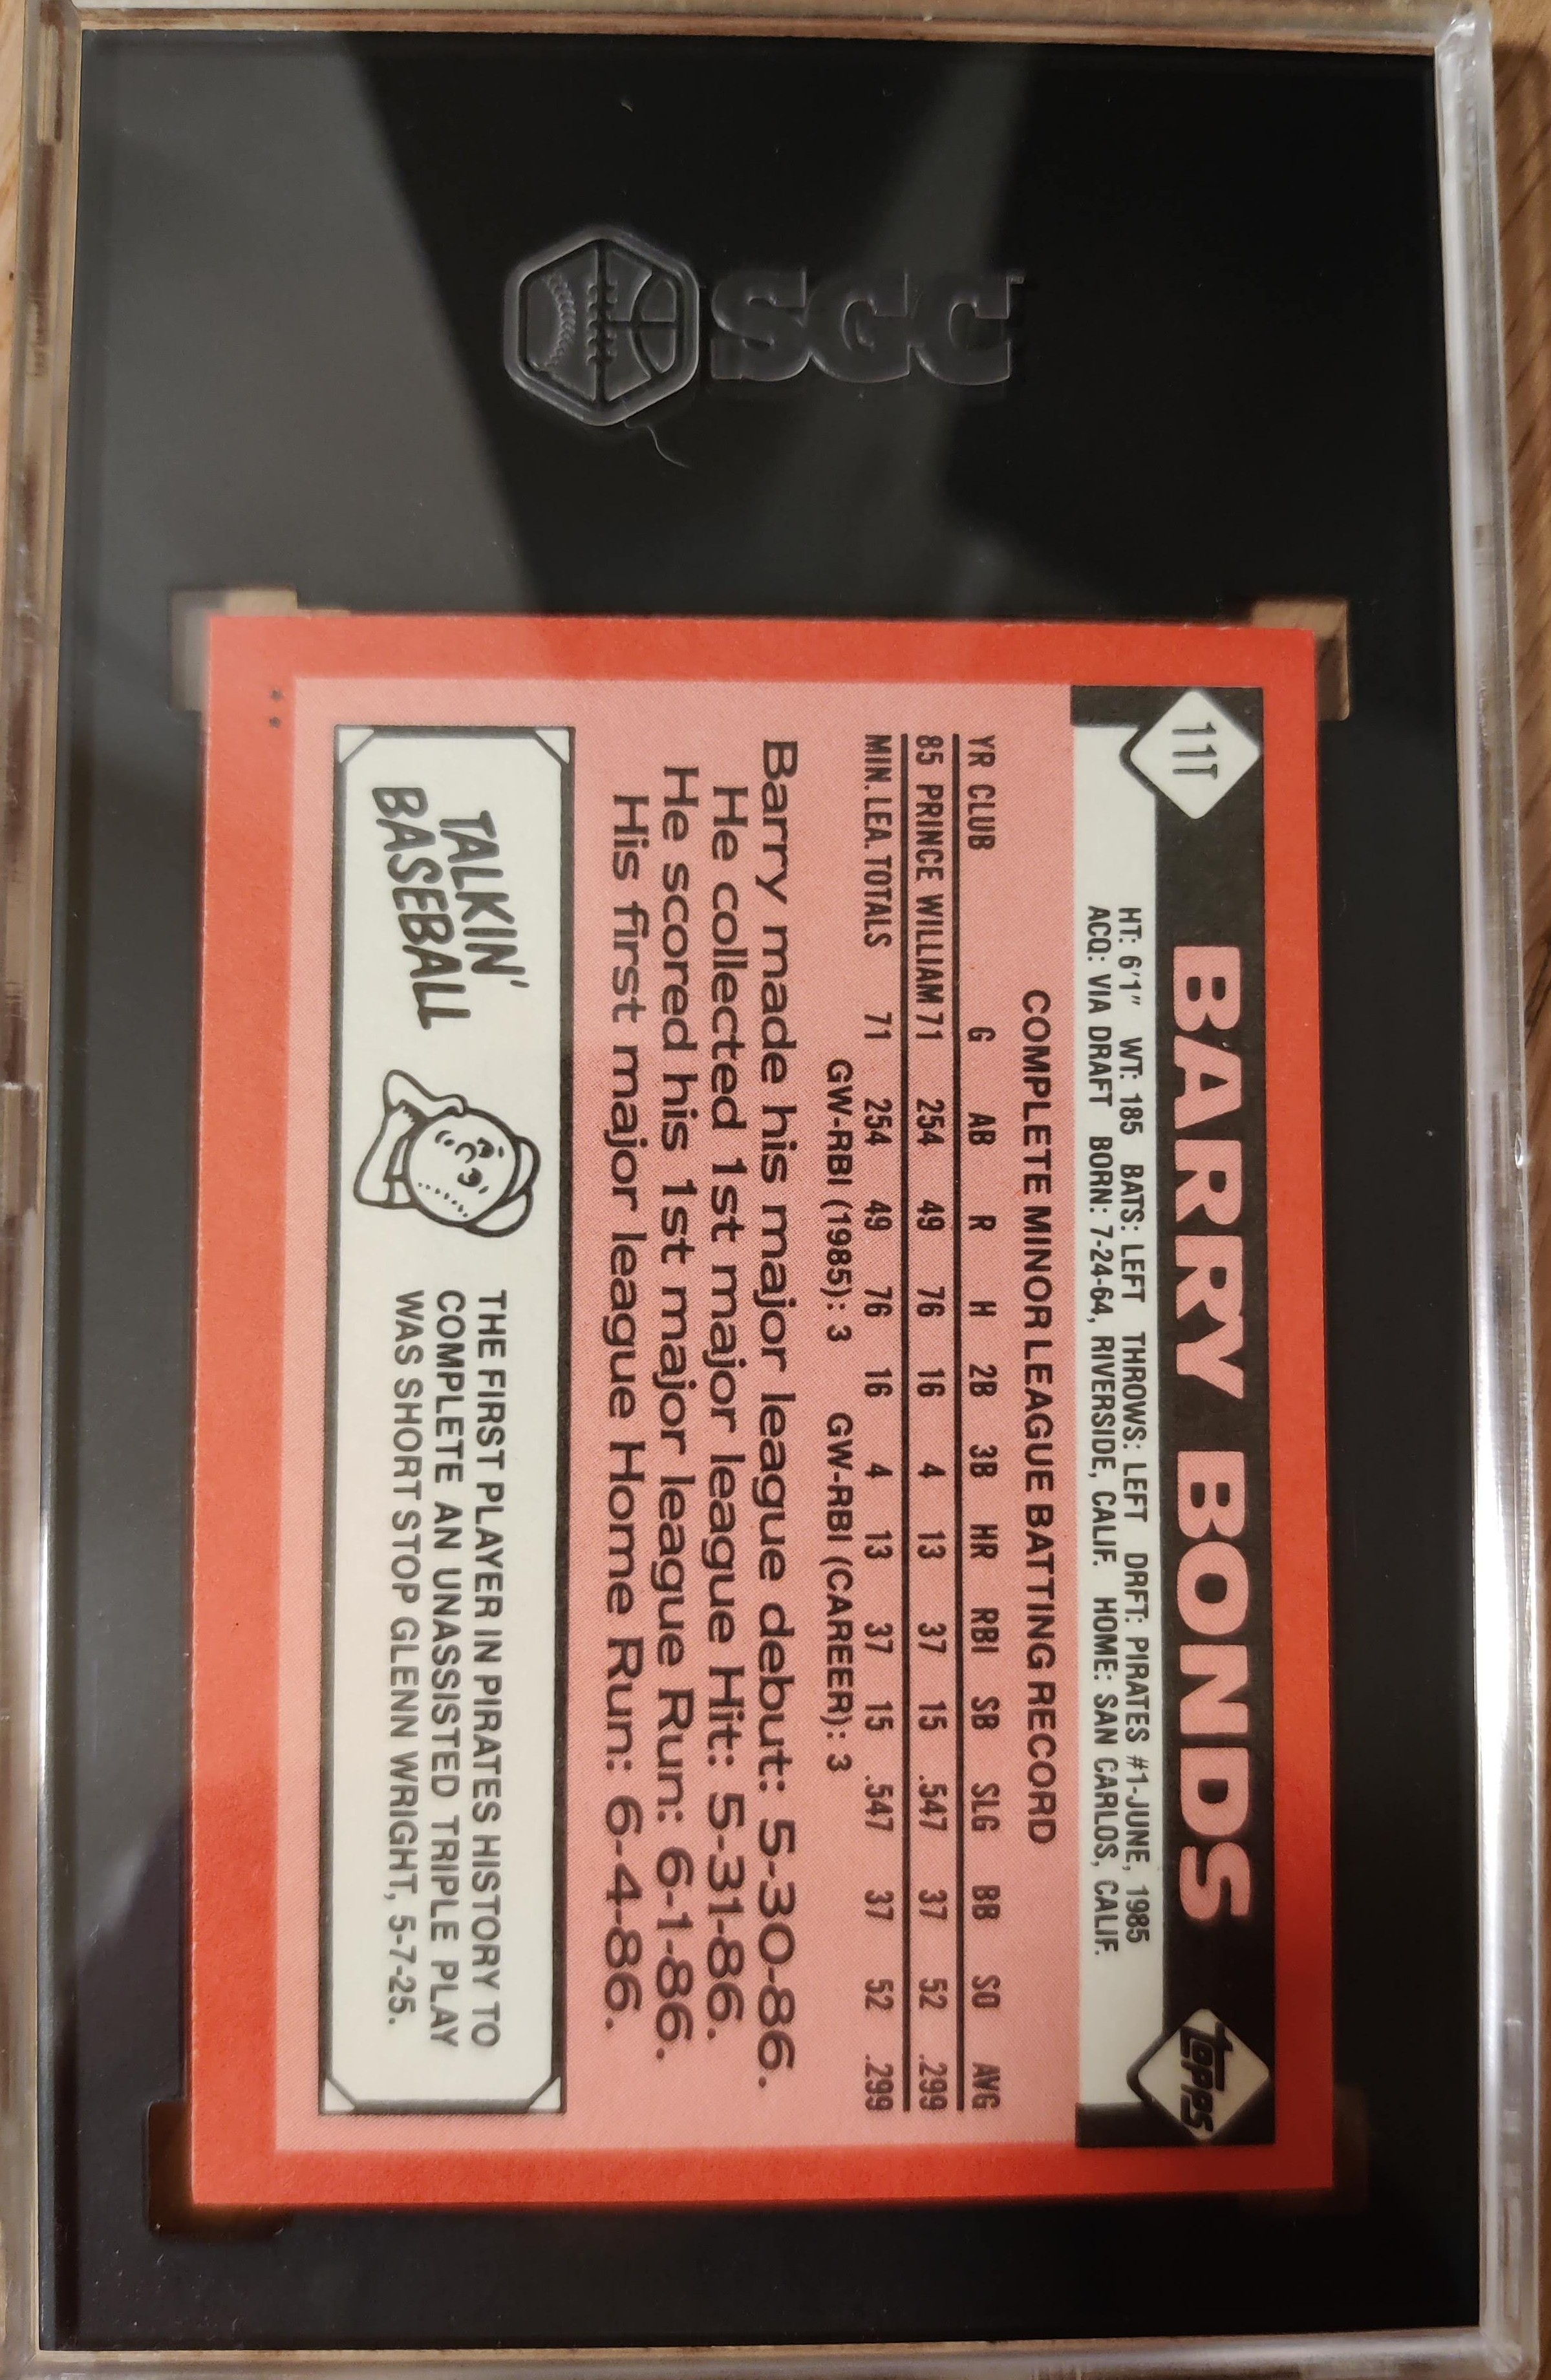 SGC
11T
BARRY BONDS
topps
HT: 6'1" WT: 185 BATS: LEFT THROWS: LEFT DRFT: PIRATES #1-JUNE, 1985
ACQ: VIA DRAFT BORN: 7-24-64, RIVERSIDE, CALIF. HOME: SAN CARLOS, CALIF.
COMPLETE MINOR LEAGUE BATTING RECORD
YR CLUB G AB R H 2B 3B HR RBI SB SLG BB SO AVG
85 PRINCE WILLIAM 71 254 49 76 16 4 13 37 15 .547 37 52 .299
MIN. LEA. TOTALS 71 254 49 76 16 4 13 37 15 .547 37 52 .299
GW-RBI (1985): 3 GW-RBI (CAREER): 3
Barry made his major league debut: 5-30-86.
He collected 1st major league Hit: 5-31-86.
He scored his 1st major league Run: 6-1-86.
His first major league Home Run: 6-4-86.
TALKIN'
BASEBALL
THE FIRST PLAYER IN PIRATES HISTORY TO
COMPLETE AN UNASSISTED TRIPLE PLAY
WAS SHORTSTOP GLENN WRIGHT, 5-7-25.
**